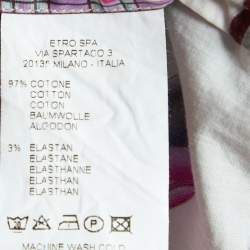 ETRO SPA
VIA SPARTACO 3
20135 MILANO - ITALIA
97% COTONE
COTTON
COTON
BAUMWOLLE
ALGODON
3% ELASTAN
ELASTANE
ELASTHANNE
ELASTAN
ELASTHAN
P
MACHINE WASH COLD